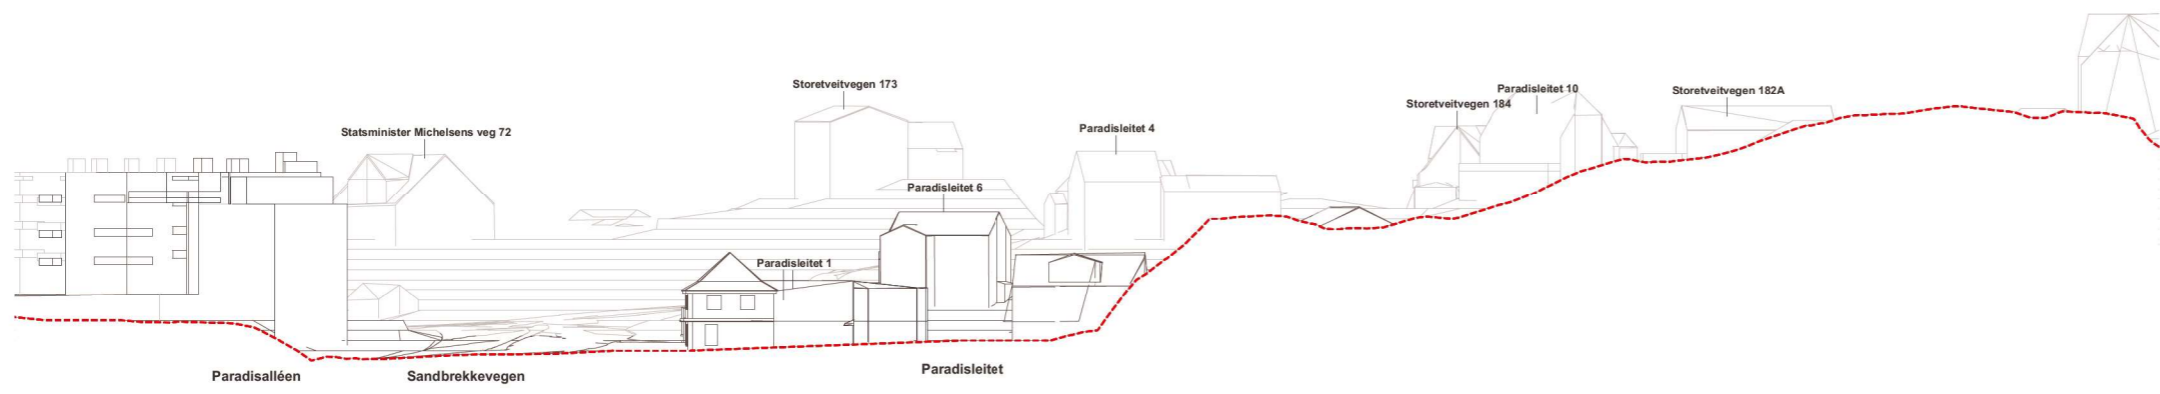 Storetveitvegen 173
Paradisleitet 10
Storetveitvegen 182A
Storetveitvegen 184
Statsminister Michelsens veg 72
Paradisleitet 4
Paradisleitet 6
Paradisleitet 1
Paradisalléen
Sandbrekkevegen
Paradisleitet